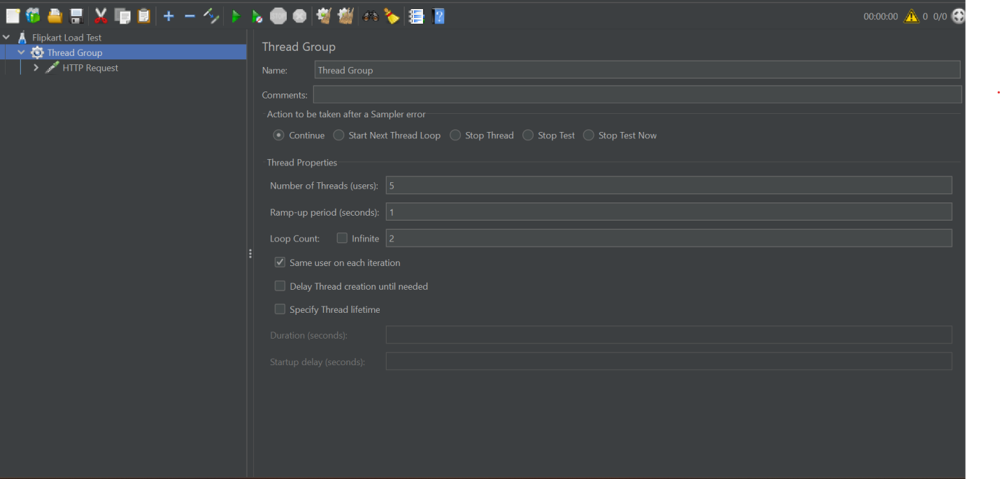 00:00:00 0 0/0
Flipkart Load Test
Thread Group
HTTP Request
Thread Group
Name: Thread Group
Comments:
Action to be taken after a Sampler error
Continue Start Next Thread Loop Stop Thread Stop Test Stop Test Now
Thread Properties
Number of Threads (users): 5
Ramp-up period (seconds): 1
Loop Count: Infinite 2
Same user on each iteration
Delay Thread creation until needed
Specify Thread lifetime
Duration (seconds):
Startup delay (seconds):